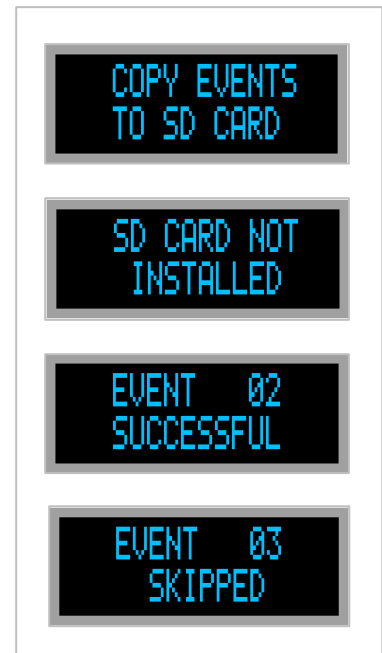 COPY EVENTS
TO SD CARD
SD CARD NOT
INSTALLED
EVENT 02
SUCCESSFUL
EVENT 03
SKIPPED